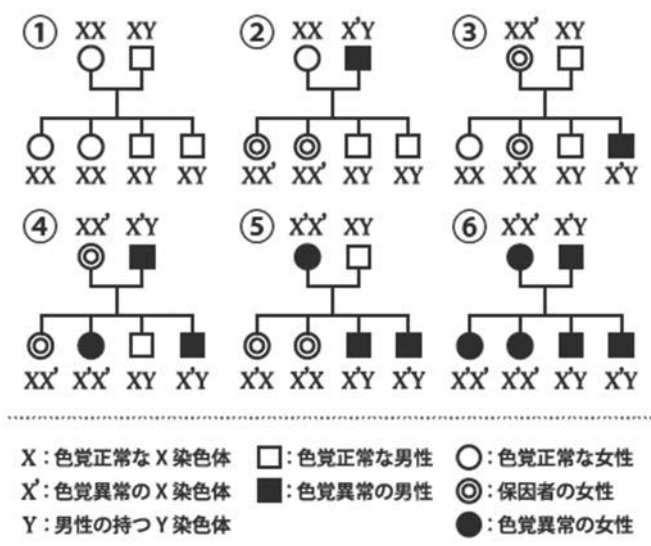 ① XX XY
② XX X'Y
③ XX' XY
XX XX XY XY
XX' XX' XY XY
XX X'X XY X'Y
④ XX' X'Y
⑤ X'X' XY
⑥ X'X' X'Y
XX' X'X' XY X'Y
X'X X'X X'Y X'Y
X'X' X'X' X'Y X'Y
X:色覚正常なX染色体
□:色覚正常な男性
○:色覚正常な女性
X':色覚異常のX染色体
■:色覚異常の男性
◎:保因者の女性
Y:男性の持つY染色体
●:色覚異常の女性